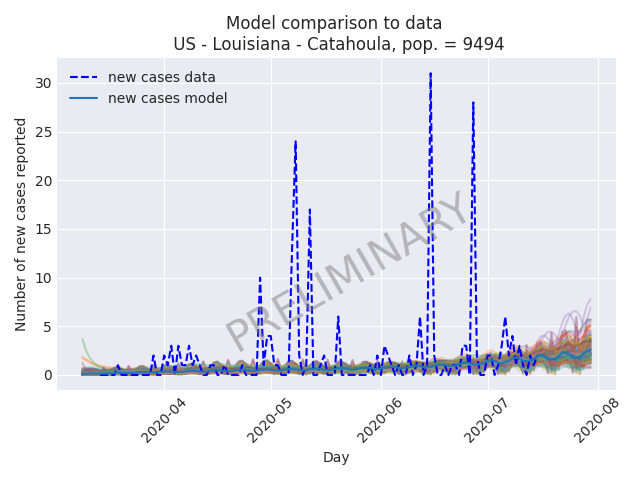 Model comparison to data
US - Louisiana - Catahoula, pop. = 9494
new cases data
new cases model
Number of new cases reported
30
25
20
15
10
5
0
PRELIMINARY
2020-04
2020-05
2020-06
2020-07
2020-08
Day